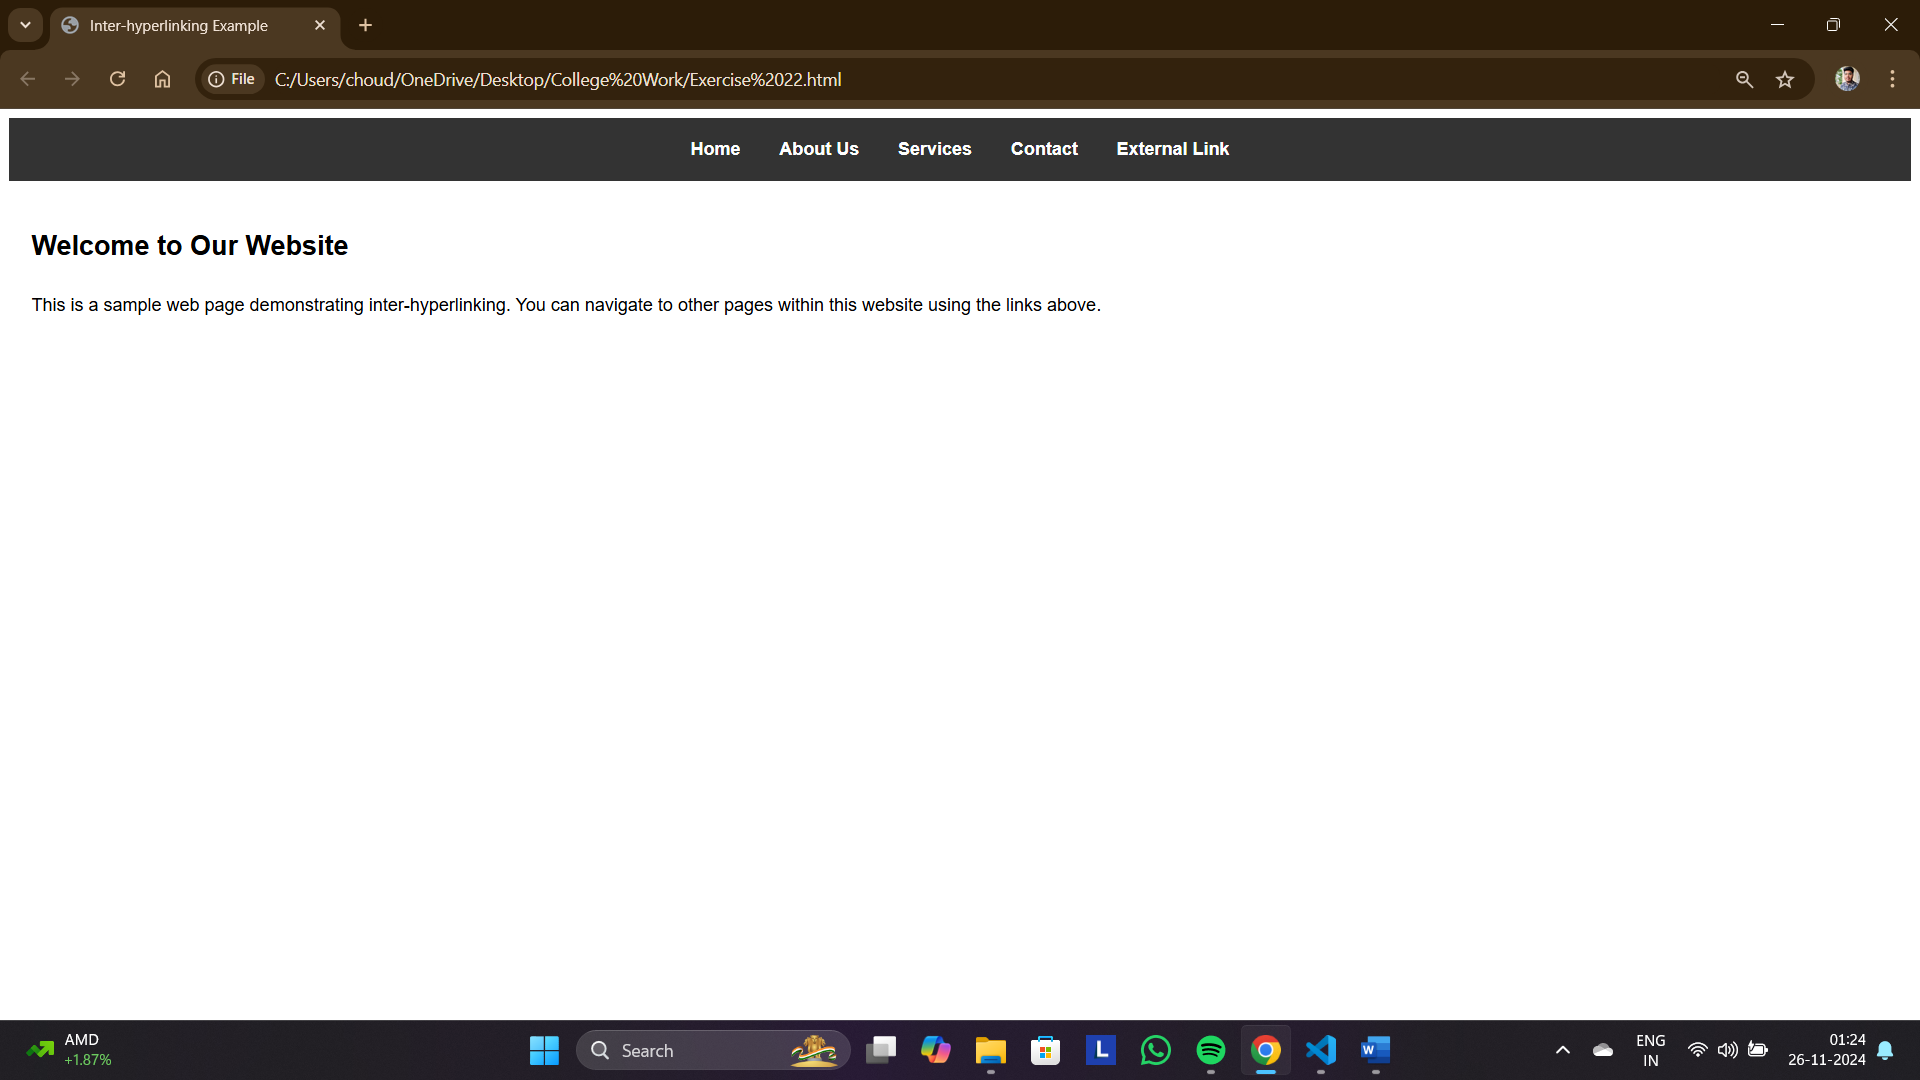 Inter-hyperlinking Example
File C:/Users/choud/OneDrive/Desktop/College%20Work/Exercise%2022.html
Home About Us Services Contact External Link
Welcome to Our Website
This is a sample web page demonstrating inter-hyperlinking. You can navigate to other pages within this website using the links above.
AMD
+1.87%
Search
L
W
ENG
IN
01:24
26-11-2024